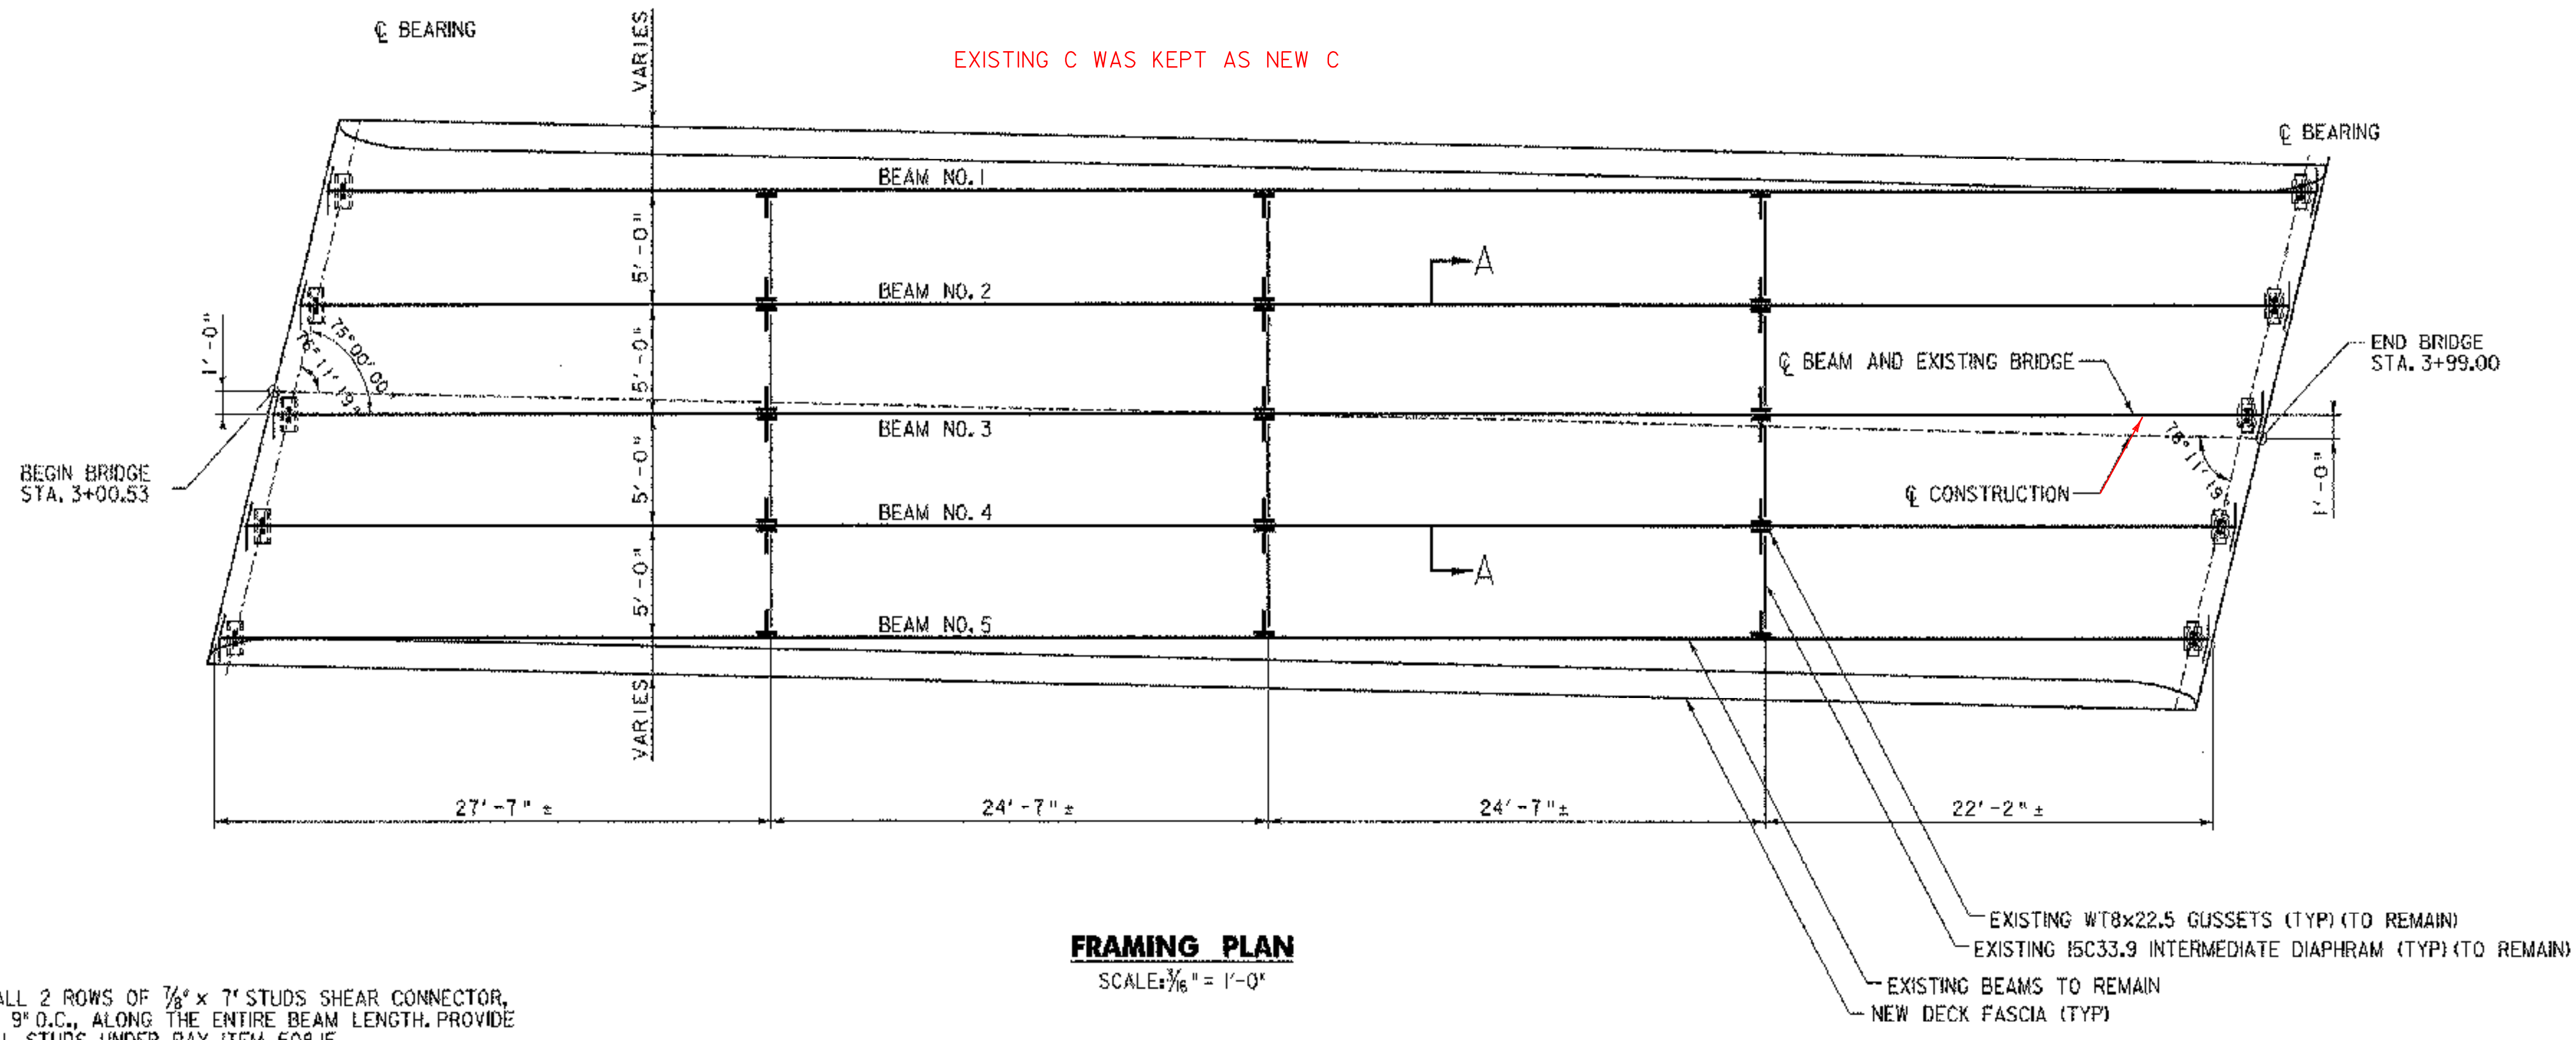 ℄ BEARING
VARIES
EXISTING C WAS KEPT AS NEW C
℄ BEARING
BEAM NO. 1
5'-0"
A
BEAM NO. 2
1'-0"
75°00'00"
76°11'19"
5'-0"
END BRIDGE
STA. 3+99.00
℄ BEAM AND EXISTING BRIDGE
BEAM NO. 3
BEGIN BRIDGE
STA. 3+00.53
5'-0"
76°11'19"
℄ CONSTRUCTION
1'-0"
BEAM NO. 4
A
5'-0"
BEAM NO. 5
VARIES
27'-7" ±
24'-7" ±
24'-7" ±
22'-2" ±
EXISTING WT8x22.5 GUSSETS (TYP) (TO REMAIN)
FRAMING PLAN
EXISTING 15C33.9 INTERMEDIATE DIAPHRAM (TYP) (TO REMAIN)
SCALE: 3/16" = 1'-0"
EXISTING BEAMS TO REMAIN
NEW DECK FASCIA (TYP)
ALL 2 ROWS OF 7/8" x 7" STUDS SHEAR CONNECTOR,
9" O.C., ALONG THE ENTIRE BEAM LENGTH. PROVIDE
STUDS UNDER PAY ITEM